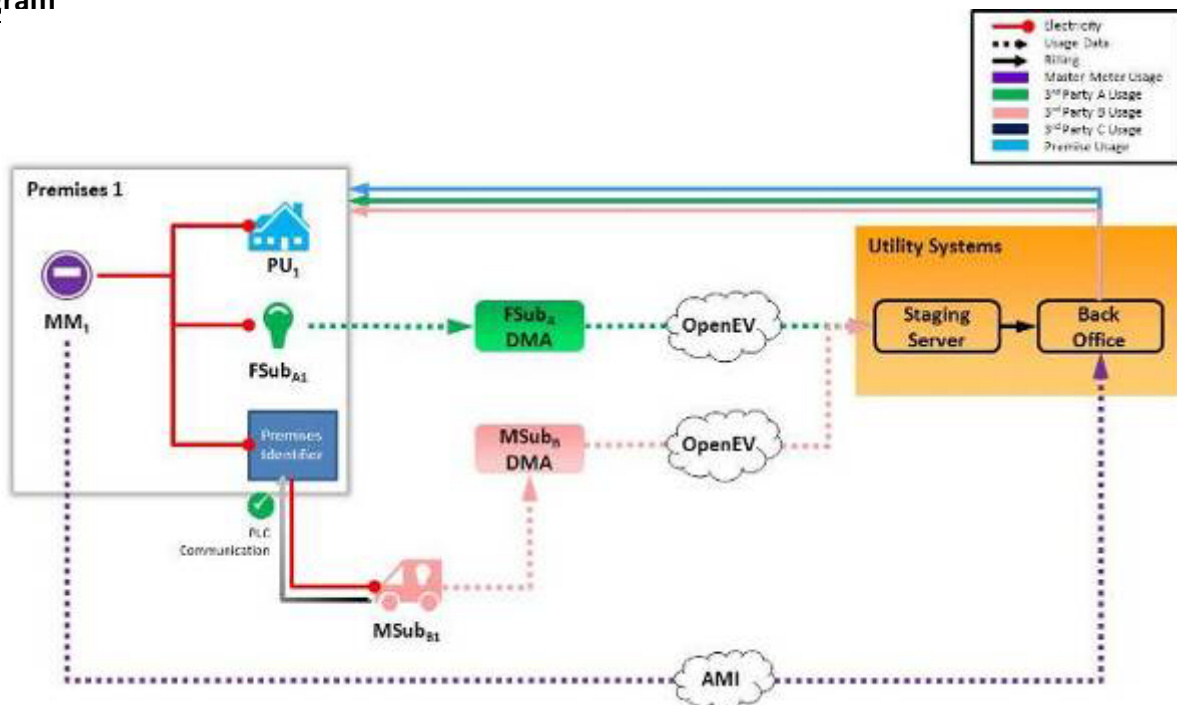 gram
Electricity
Usage Data
Billing
Master Meter Usage
3rd Party A Usage
3rd Party B Usage
3rd Party C Usage
Premise Usage
Premises 1
PU1
MM1
FSubA1
Premises
Identifier
PLC
Communication
MSubB1
FSubA
DMA
OpenEV
MSubB
DMA
OpenEV
Utility Systems
Staging
Server
Back
Office
AMI